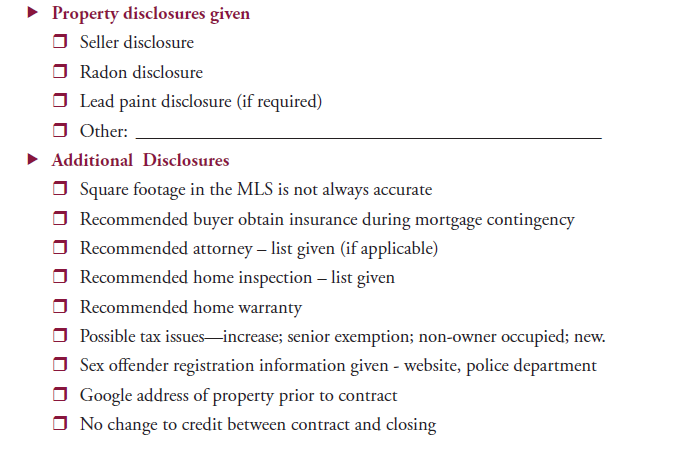 Property disclosures given
Seller disclosure
Radon disclosure
Lead paint disclosure (if required)
Other:
Additional Disclosures
Square footage in the MLS is not always accurate
Recommended buyer obtain insurance during mortgage contingency
Recommended attorney – list given (if applicable)
Recommended home inspection – list given
Recommended home warranty
Possible tax issues—increase; senior exemption; non-owner occupied; new.
Sex offender registration information given - website, police department
Google address of property prior to contract
No change to credit between contract and closing